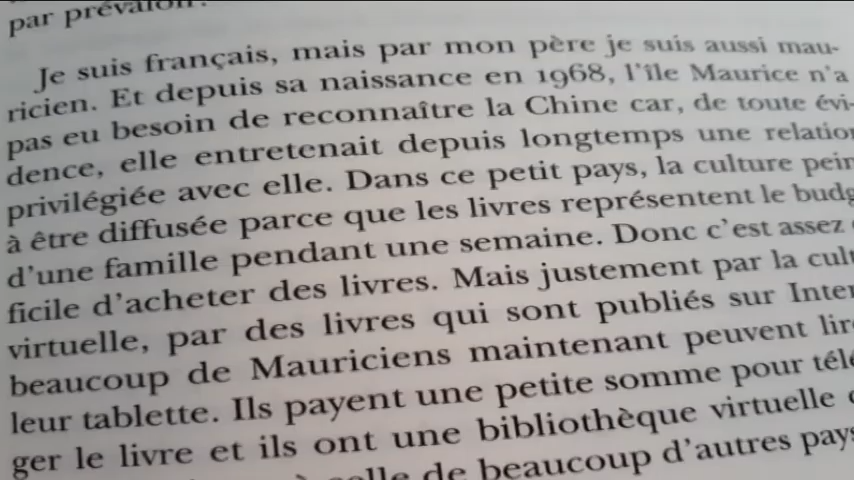 par prévaloir.
Je suis français, mais par mon père je suis aussi mau-
ricien. Et depuis sa naissance en 1968, l'île Maurice n'a
pas eu besoin de reconnaître la Chine car, de toute évi-
dence, elle entretenait depuis longtemps une relation
privilégiée avec elle. Dans ce petit pays, la culture pein
à être diffusée parce que les livres représentent le budg
d'une famille pendant une semaine. Donc c'est assez
ficile d'acheter des livres. Mais justement par la cult
virtuelle, par des livres qui sont publiés sur Inter
beaucoup de Mauriciens maintenant peuvent lire
leur tablette. Ils payent une petite somme pour télé
ger le livre et ils ont une bibliothèque virtuelle
à celle de beaucoup d'autres pays